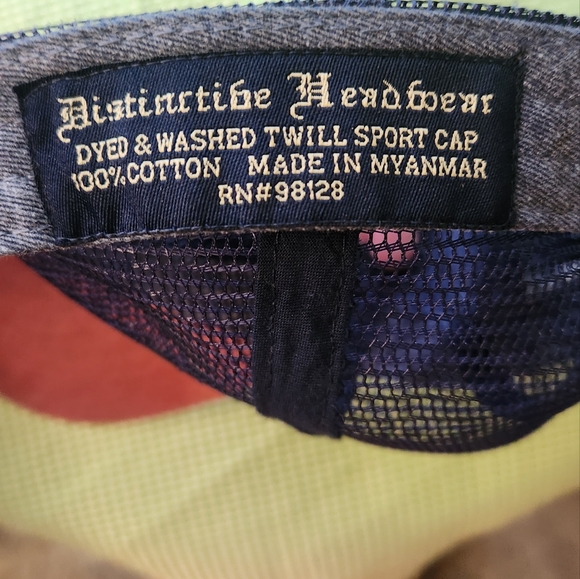 Distinctive Headwear
DYED & WASHED TWILL SPORT CAP
100% COTTON MADE IN MYANMAR
RN#98128